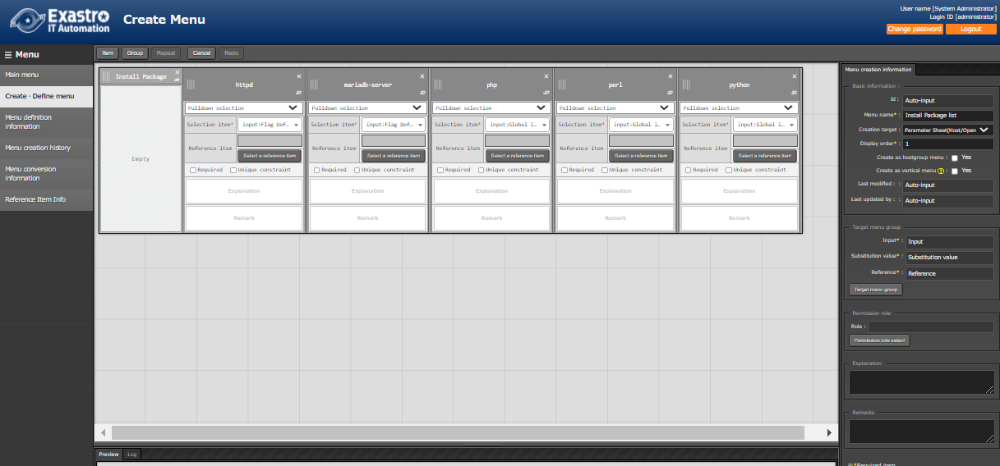 Exastro
IT Automation
Create Menu
User name [System Administrator]
Login ID [administrator]
Change password
Logout
Menu
Main menu
Create · Define menu
Menu definition
information
Menu creation history
Menu conversion
information
Reference Item Info
Item
Group
Repeat
Cancel
Redo
Install Package
Empty
httpd
Pulldown selection
Selection item*
Input:Flag Def…
Reference item
Select a reference item
Required
Unique constraint
Explanation
Remark
mariadb-server
Pulldown selection
Selection item*
Input:Flag Def…
Reference item
Select a reference item
Required
Unique constraint
Explanation
Remark
php
Pulldown selection
Selection item*
Input:Global I…
Reference item
Select a reference item
Required
Unique constraint
Explanation
Remark
perl
Pulldown selection
Selection item*
Input:Global I…
Reference item
Select a reference item
Required
Unique constraint
Explanation
Remark
python
Pulldown selection
Selection item*
Input:Global I…
Reference item
Select a reference item
Required
Unique constraint
Explanation
Remark
Preview
Log
Menu creation information
Basic information :
Id : Auto-input
Menu name* : Install Package list
Creation target : Parameter Sheet(Host/Open
Display order* : 1
Create as hostgroup menu : Yes
Create as vertical menu ? : Yes
Last modified : : Auto-input
Last updated by : : Auto-input
Target menu group
Input* : Input
Substitution value* : Substitution value
Reference* : Reference
Target menu group
Permission role
Role :
Permission role select
Explanation
Remarks
*Required item